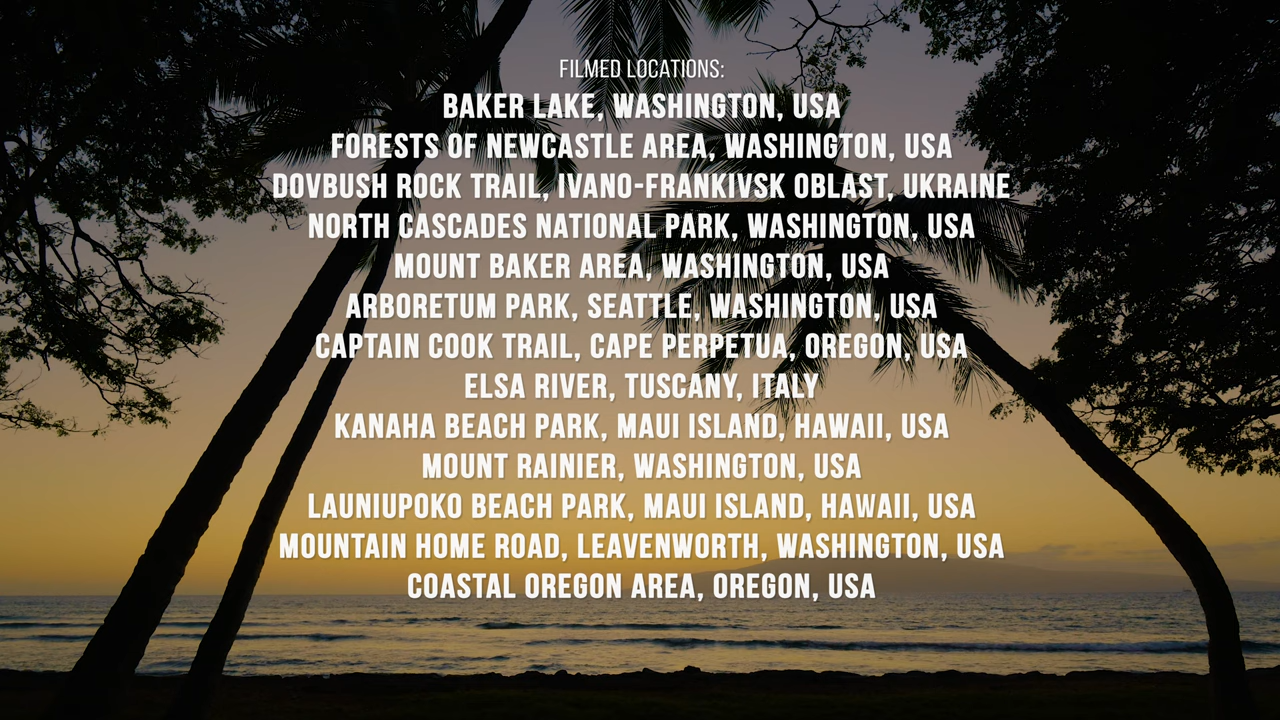 FILMED LOCATIONS:
BAKER LAKE, WASHINGTON, USA
FORESTS OF NEWCASTLE AREA, WASHINGTON, USA
DOVBUSH ROCK TRAIL, IVANO-FRANKIVSK OBLAST, UKRAINE
NORTH CASCADES NATIONAL PARK, WASHINGTON, USA
MOUNT BAKER AREA, WASHINGTON, USA
ARBORETUM PARK, SEATTLE, WASHINGTON, USA
CAPTAIN COOK TRAIL, CAPE PERPETUA, OREGON, USA
ELSA RIVER, TUSCANY, ITALY
KANAHA BEACH PARK, MAUI ISLAND, HAWAII, USA
MOUNT RAINIER, WASHINGTON, USA
LAUNIUPOKO BEACH PARK, MAUI ISLAND, HAWAII, USA
MOUNTAIN HOME ROAD, LEAVENWORTH, WASHINGTON, USA
COASTAL OREGON AREA, OREGON, USA